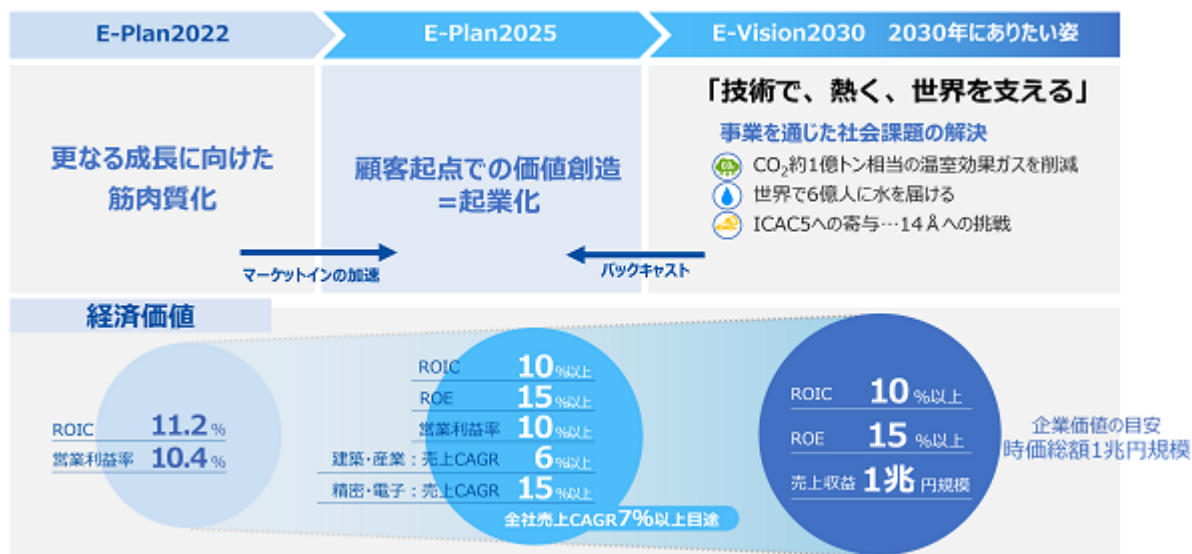 E-Plan2022
E-Plan2025
E-Vision2030 2030年にありたい姿
更なる成長に向けた
筋肉質化
顧客起点での価値創造
=起業化
「技術で、熱く、世界を支える」
事業を通じた社会課題の解決
CO₂約1億トン相当の温室効果ガスを削減
世界で6億人に水を届ける
ICAC5への寄与…14Åへの挑戦
マーケットインの加速
バックキャスト
経済価値
ROIC 11.2%
営業利益率 10.4%
ROIC 10%以上
ROE 15%以上
営業利益率 10%以上
建築・産業：売上CAGR 6%以上
精密・電子：売上CAGR 15%以上
全社売上CAGR7%以上目途
ROIC 10%以上
ROE 15%以上
売上収益 1兆円規模
企業価値の目安
時価総額1兆円規模